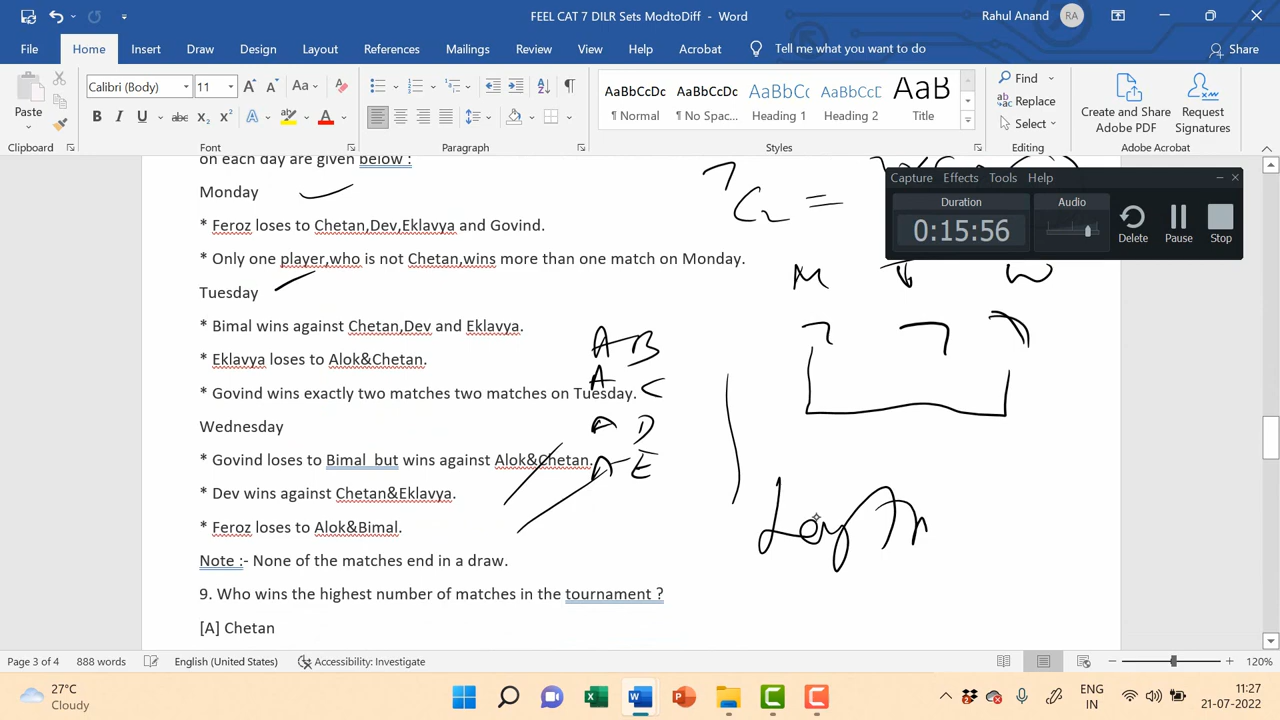 FEEL CAT 7 DILR Sets ModtoDiff - Word
Rahul Anand
RA
File
Home
Insert
Draw
Design
Layout
References
Mailings
Review
View
Help
Acrobat
Tell me what you want to do
Share
Paste
Clipboard
Calibri (Body)
11
Font
Paragraph
AaBbCcDc
¶ Normal
AaBbCcDc
¶ No Spac...
AaBbCc
Heading
AaBbCcD
Heading 2
AaB
Title
Styles
Find
Replace
Select
Editing
Create and Share
Adobe PDF
Request
Signatures
Adobe Acrobat
on each day are given below :
Monday
* Feroz loses to Chetan,Dev,Eklavya and Govind.
* Only one player,who is not Chetan,wins more than one match on Monday.
Tuesday
* Bimal wins against Chetan,Dev and Eklavya.
* Eklavya loses to Alok&Chetan.
* Govind wins exactly two matches two matches on Tuesday.
Wednesday
* Govind loses to Bimal but wins against Alok&Chetan.
* Dev wins against Chetan&Eklavya.
* Feroz loses to Alok&Bimal.
Note :- None of the matches end in a draw.
9. Who wins the highest number of matches in the tournament ?
[A] Chetan
7C2 =
M T W
7 7 7
A B
A C
A D
A E
Capture
Effects
Tools
Help
Duration
0:15:56
Audio
Delete
Pause
Stop
Page 3 of 4
888 words
English (United States)
Accessibility: Investigate
120%
27°C
Cloudy
ENG
IN
11:27
21-07-2022